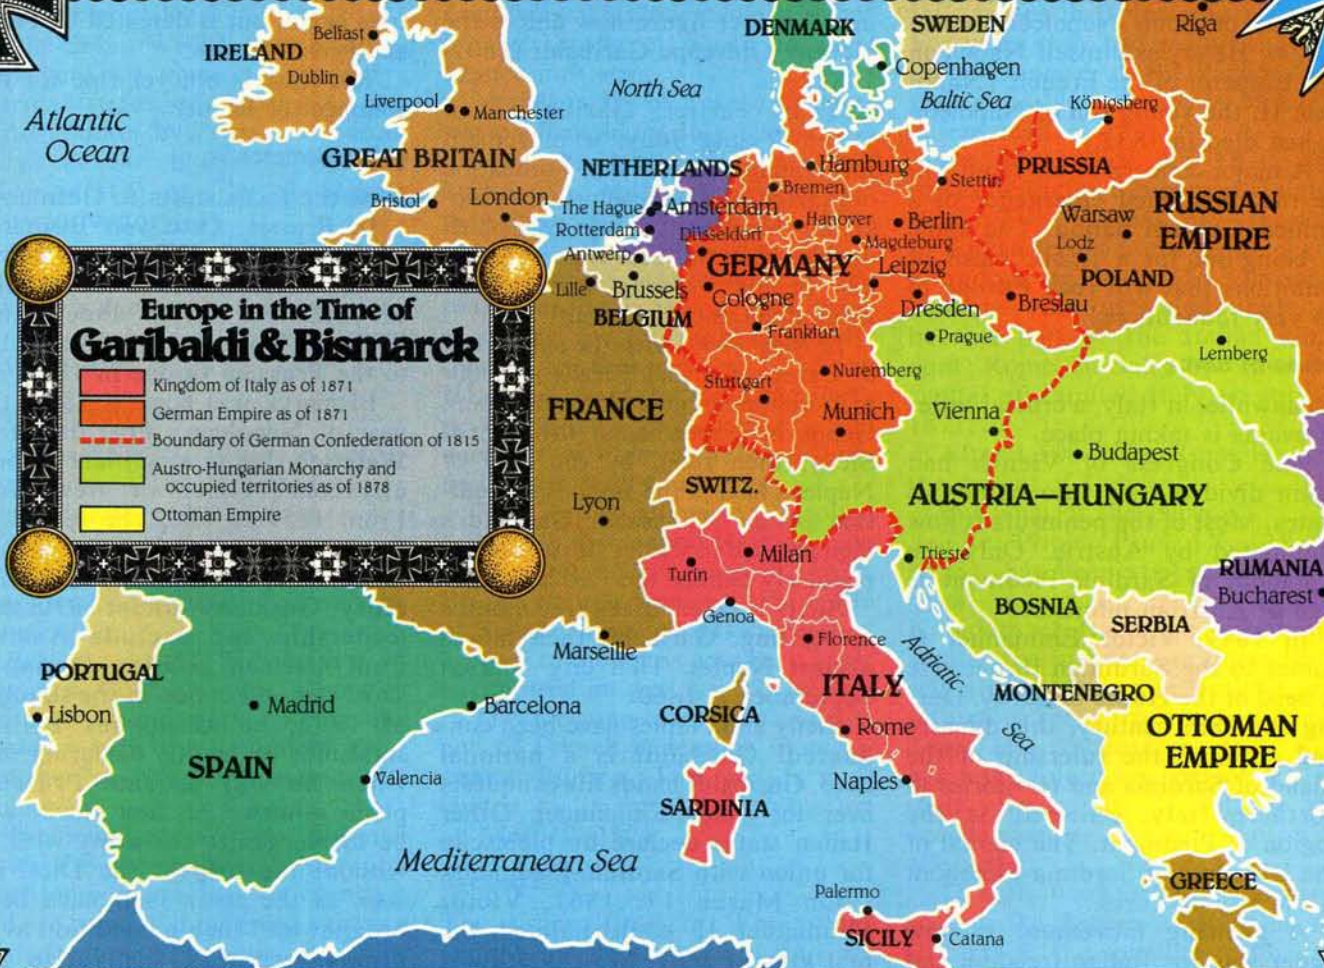 DENMARK
SWEDEN
Riga
IRELAND
Belfast
Dublin
Copenhagen
North Sea
Baltic Sea
Liverpool
Manchester
Königsberg
Atlantic
Ocean
GREAT BRITAIN
NETHERLANDS
Hamburg
PRUSSIA
Bremen
Stettin
Bristol
London
The Hague
Amsterdam
Rotterdam
Hanover
Berlin
Warsaw
RUSSIAN
EMPIRE
Düsseldorf
Magdeburg
Lodz
Antwerp
GERMANY
Leipzig
POLAND
Lille
Brussels
Cologne
Dresden
Breslau
BELGIUM
Frankfurt
Prague
Lemberg
Europe in the Time of
Garibaldi & Bismarck
Kingdom of Italy as of 1871
German Empire as of 1871
Boundary of German Confederation of 1815
Austro-Hungarian Monarchy and
occupied territories as of 1878
Ottoman Empire
Stuttgart
Nuremberg
FRANCE
Munich
Vienna
Budapest
SWITZ.
AUSTRIA—HUNGARY
Lyon
Milan
Trieste
Turin
RUMANIA
Bucharest
Genoa
BOSNIA
SERBIA
Marseille
Florence
Adriatic
Sea
PORTUGAL
Lisbon
Madrid
Barcelona
CORSICA
ITALY
MONTENEGRO
Rome
OTTOMAN
EMPIRE
SPAIN
Valencia
Naples
SARDINIA
Mediterranean Sea
Palermo
GREECE
SICILY
Catana